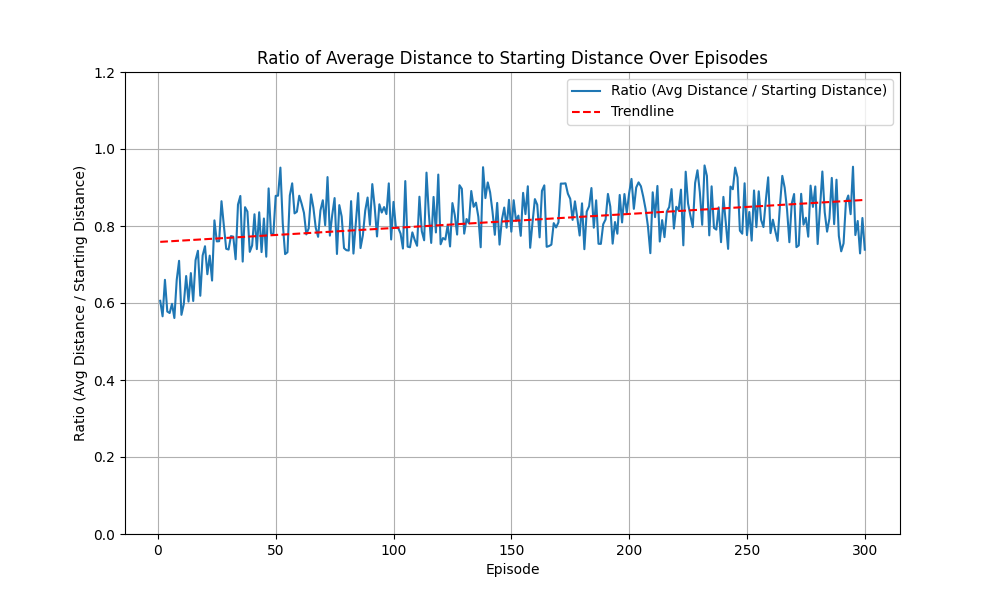 Ratio of Average Distance to Starting Distance Over Episodes
Ratio (Avg Distance / Starting Distance)
Trendline
Ratio (Avg Distance / Starting Distance)
1.2
1.0
0.8
0.6
0.4
0.2
0.0
0 50 100 150 200 250 300
Episode